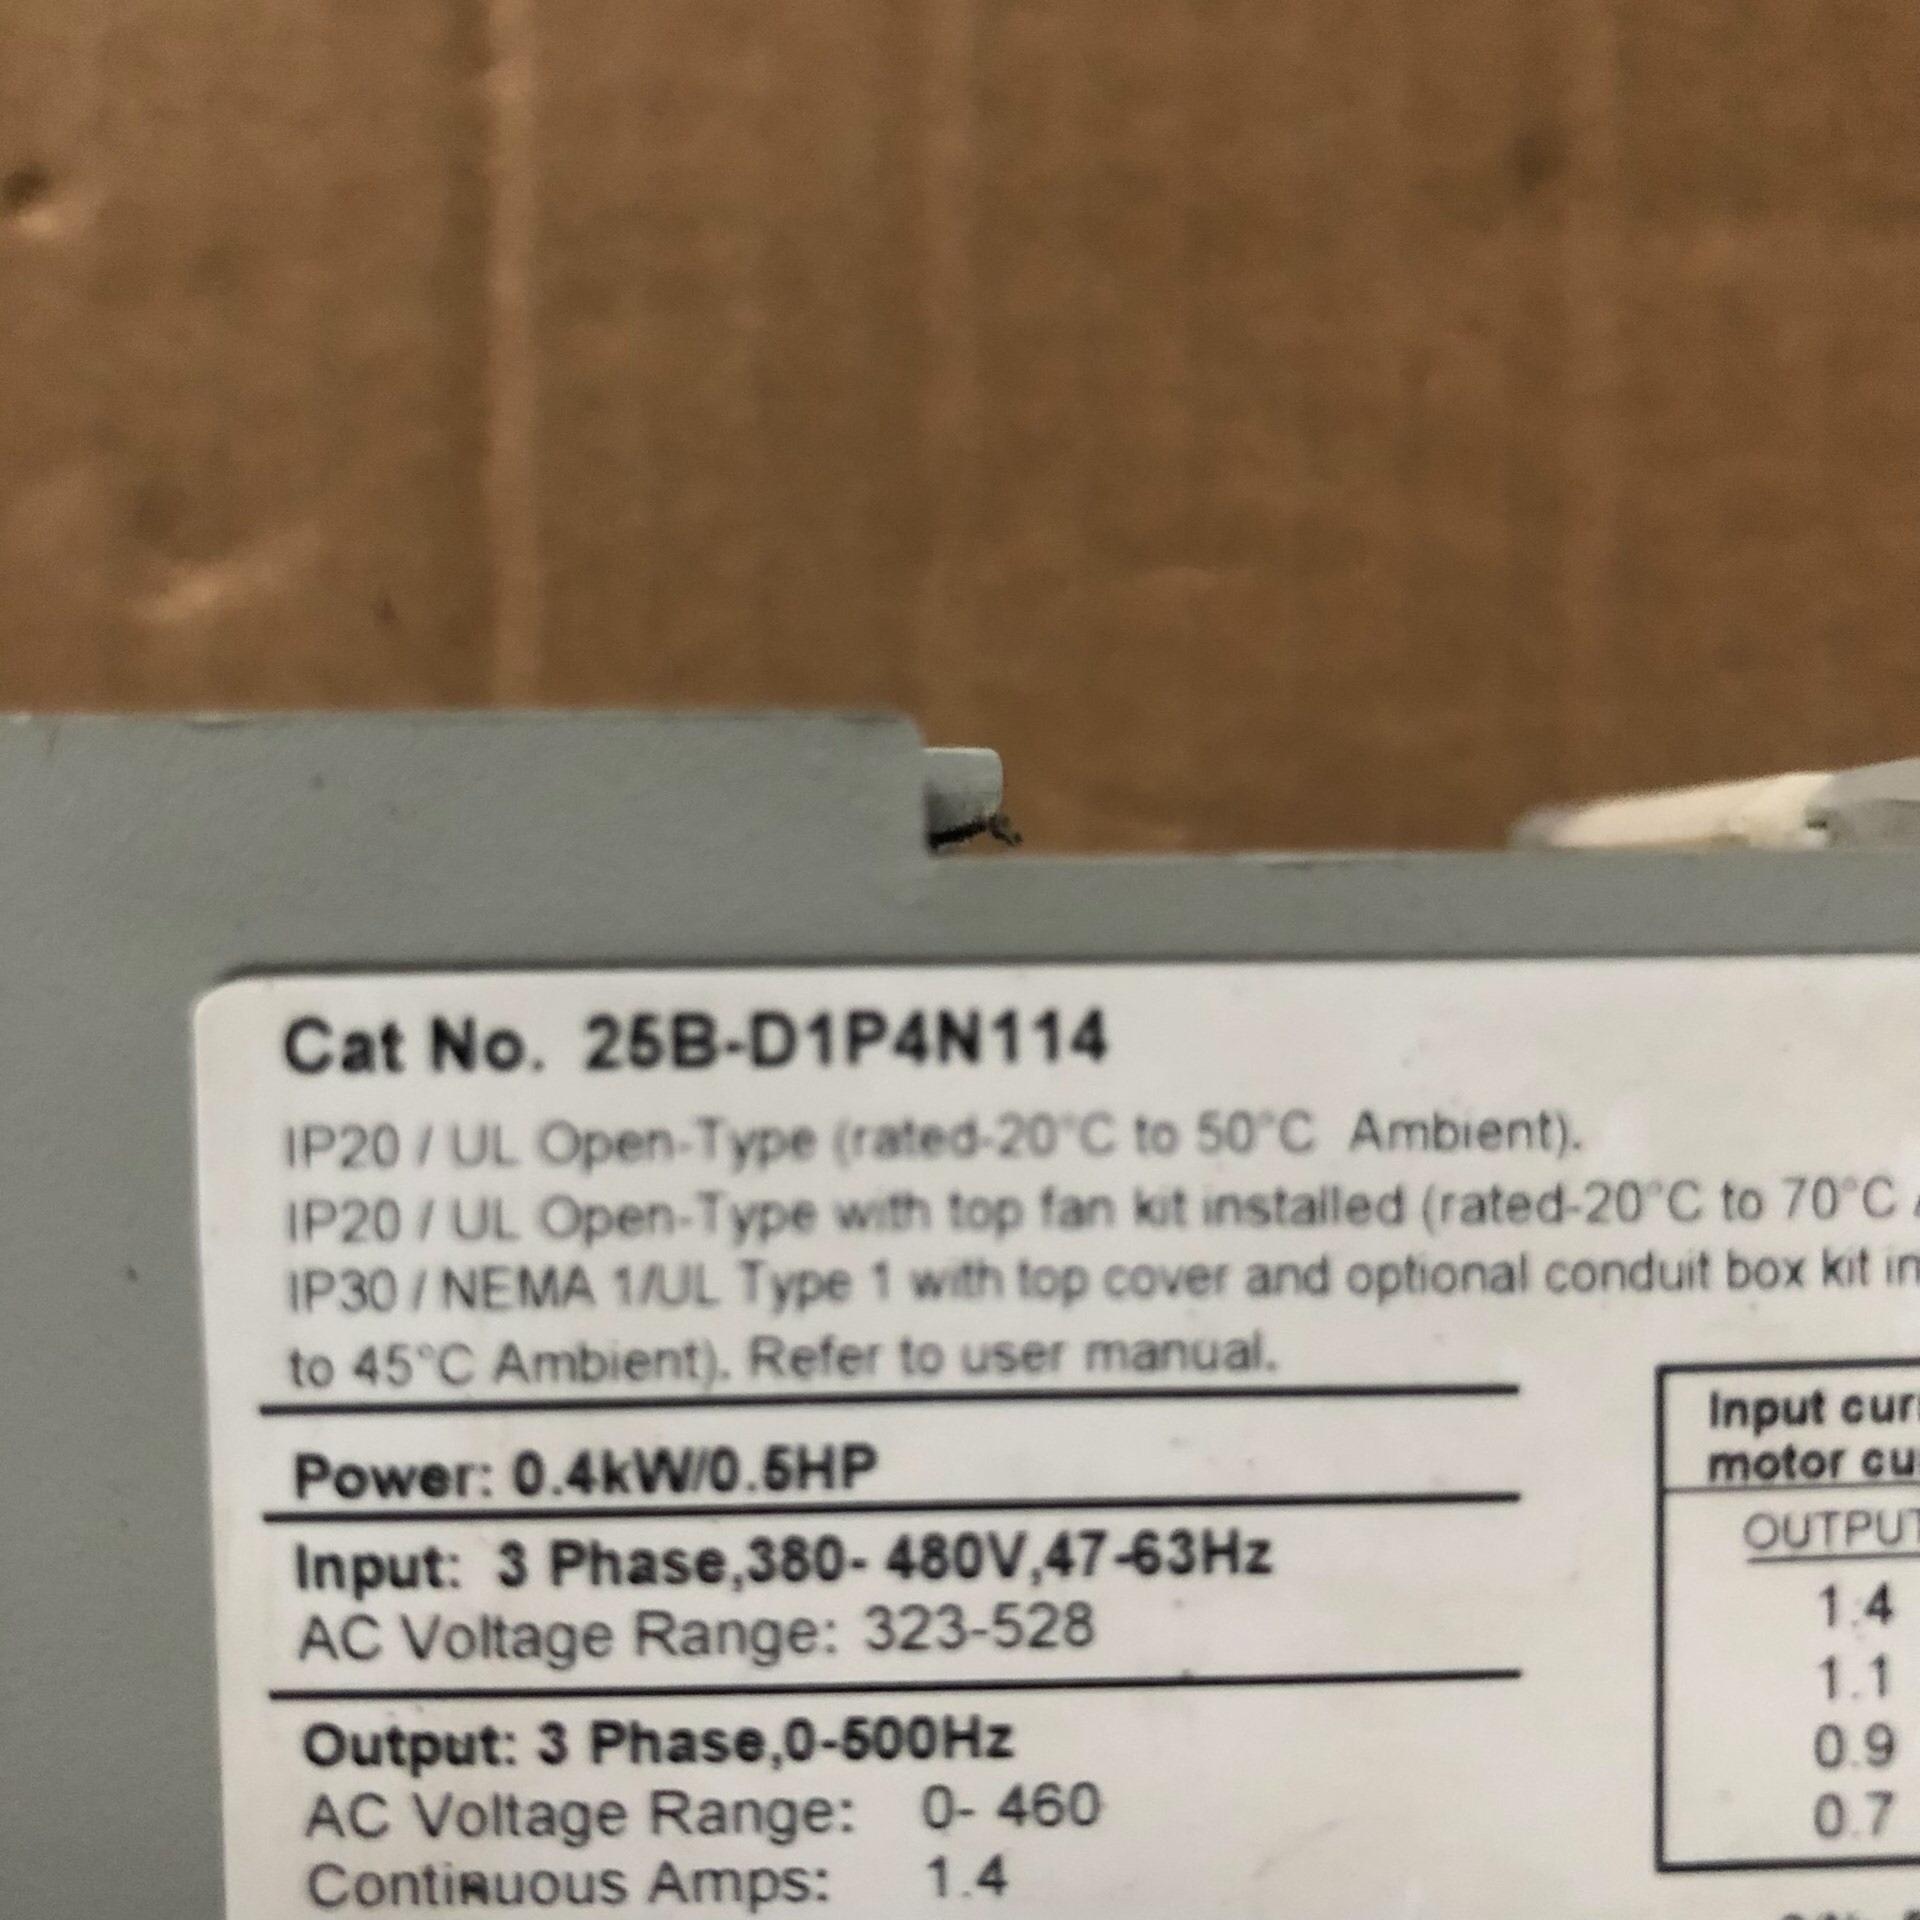 Cat No. 25B-D1P4N114
IP20 / UL Open-Type (rated-20°C to 50°C Ambient).
IP20 / UL Open-Type with top fan kit installed (rated-20°C to 70°C
IP30 / NEMA 1/UL Type 1 with top cover and optional conduit box kit in
to 45°C Ambient). Refer to user manual.
Power: 0.4kW/0.5HP
Input: 3 Phase,380- 480V,47-63Hz
AC Voltage Range: 323-528
Output: 3 Phase,0-500Hz
AC Voltage Range: 0- 460
Continuous Amps: 1.4
Input curr
motor cu
OUTPUT
1.4
1.1
0.9
0.7